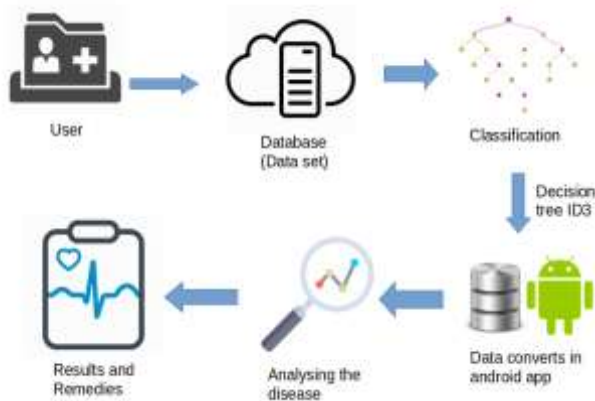 User
Database
(Data set)
Classification
Decision
tree ID3
Data converts in
android app
Analysing the
disease
Results and
Remedies